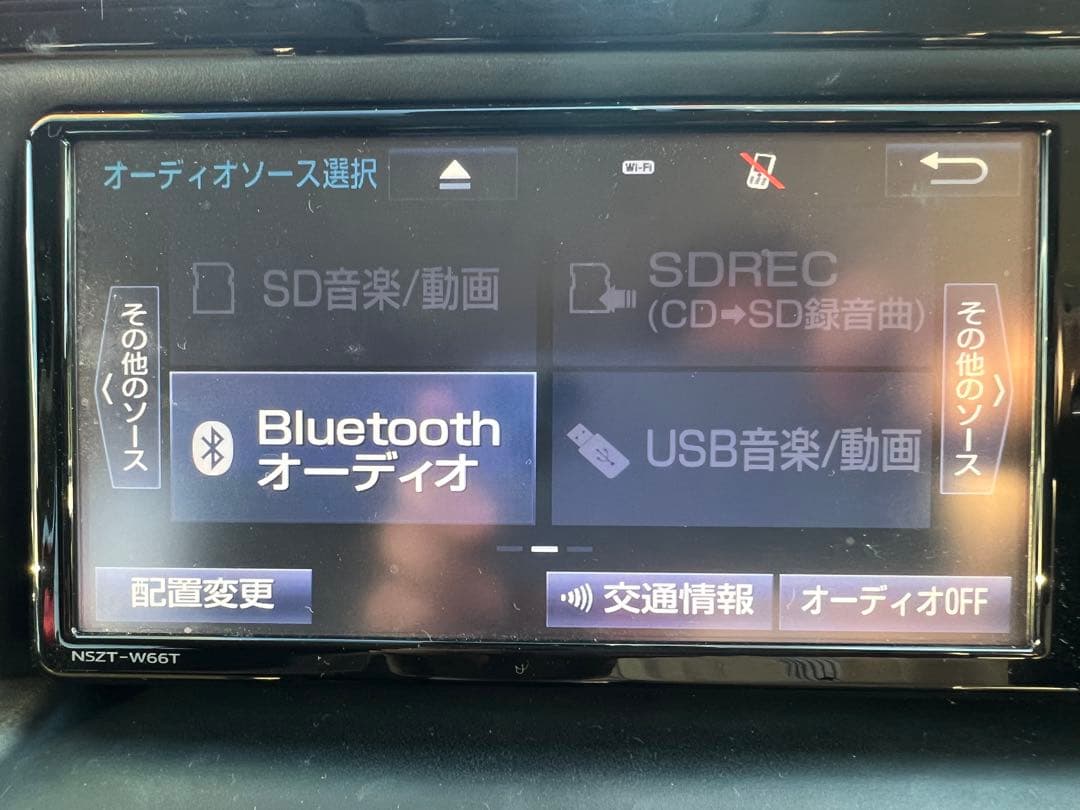 オーディオソース選択
Wi-Fi
SD音楽/動画
SDREC
(CD➡SD録音曲)
その他のソース
その他のソース
Bluetooth
オーディオ
USB音楽/動画
配置変更
交通情報
オーディオOFF
NSZT-W66T